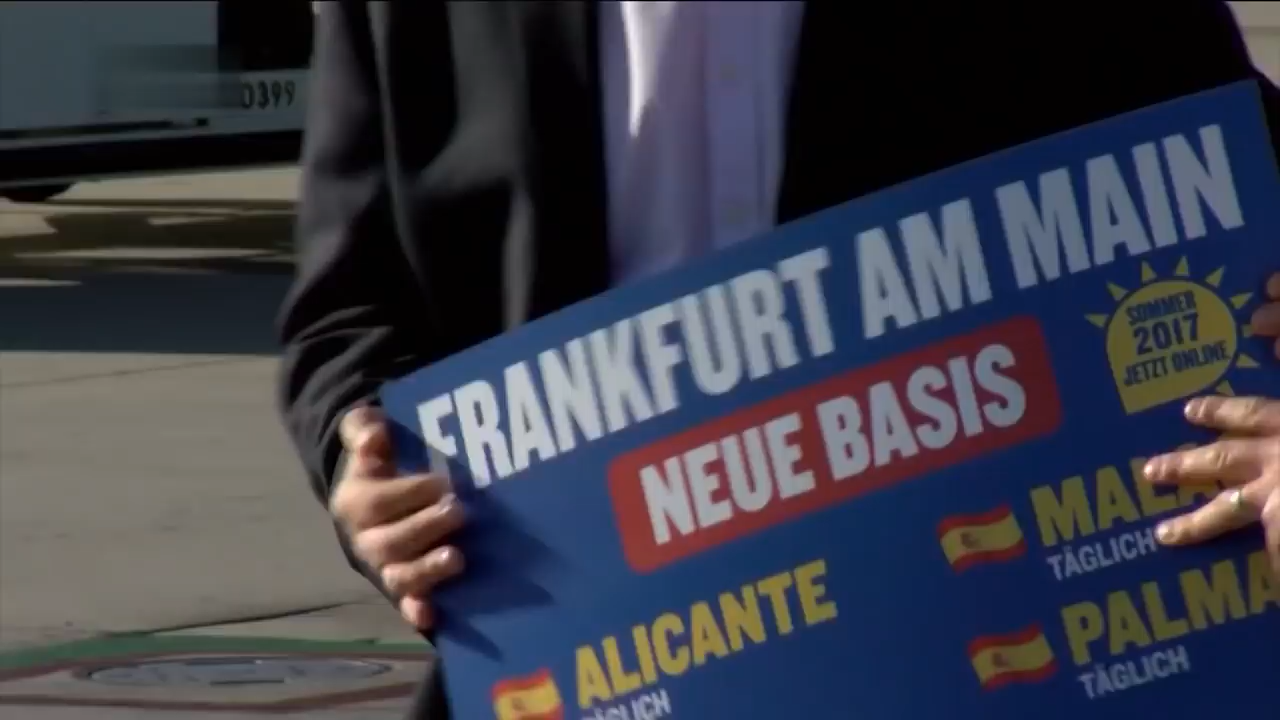 0399
FRANKFURT AM MAIN
NEUE BASIS
SOMMER
2017
JETZT ONLINE
TÄGLICH
ALICANTE
PALMA
TÄGLICH